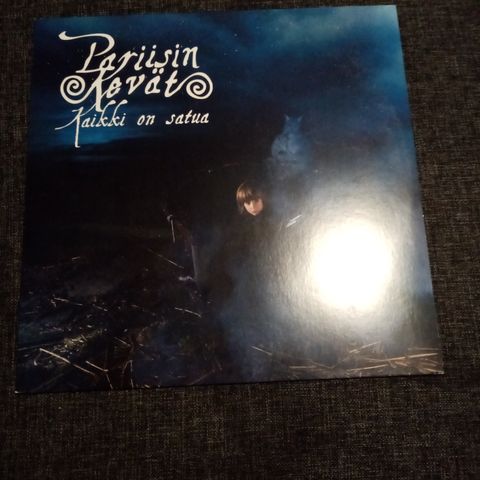 Pariisin
Kevät
Kaikki on satua